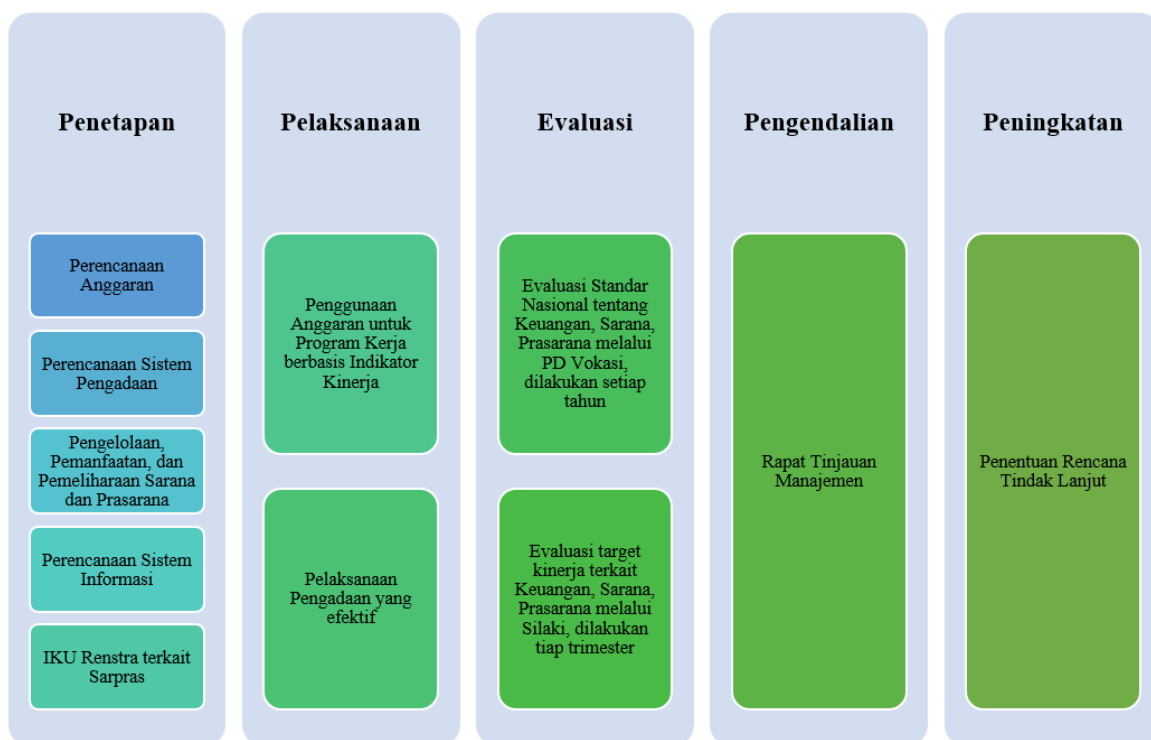 Penetapan
Perencanaan
Anggaran
Perencanaan Sistem
Pengadaan
Pengelolaan,
Pemanfaatan, dan
Pemeliharaan Sarana
dan Prasarana
Perencanaan Sistem
Informasi
IKU Renstra terkait
Sarpras
Pelaksanaan
Penggunaan
Anggaran untuk
Program Kerja
berbasis Indikator
Kinerja
Pelaksanaan
Pengadaan yang
efektif
Evaluasi
Evaluasi Standar
Nasional tentang
Keuangan, Sarana,
Prasarana melalui
PD Vokasi,
dilakukan setiap
tahun
Evaluasi target
kinerja terkait
Keuangan, Sarana,
Prasarana melalui
Silaki, dilakukan
tiap trimester
Pengendalian
Rapat Tinjauan
Manajemen
Peningkatan
Penentuan Rencana
Tindak Lanjut